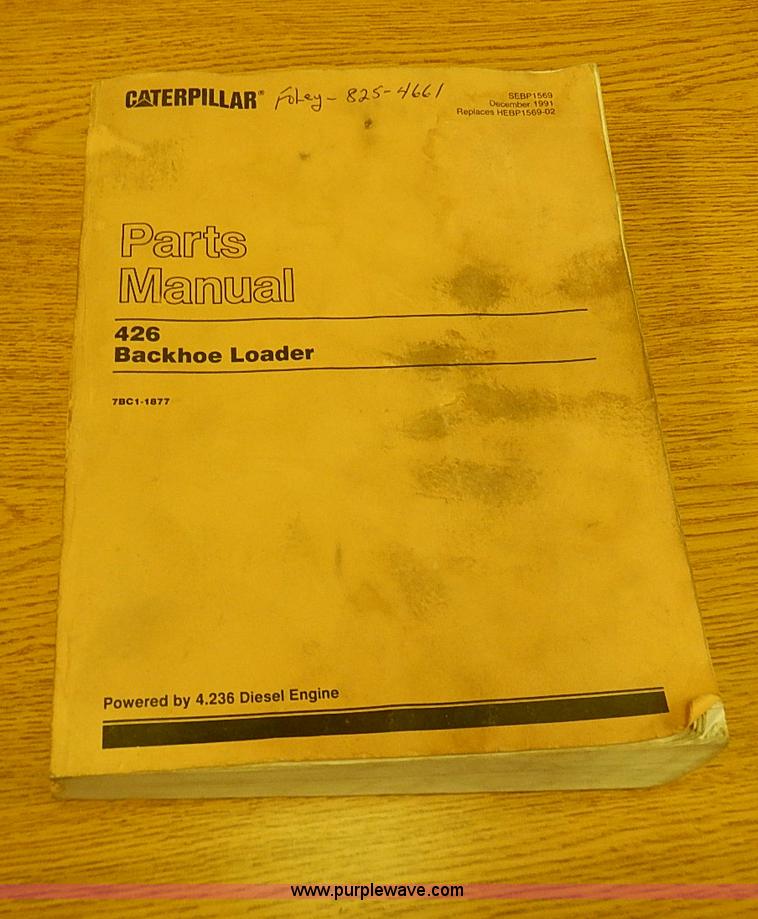 CATERPILLAR® Foley - 825-4661
SEBP1569
December 1991
Replaces HEBP1569-02
Parts
Manual
426
Backhoe Loader
7BC1-1877
Powered by 4.236 Diesel Engine
www.purplewave.com